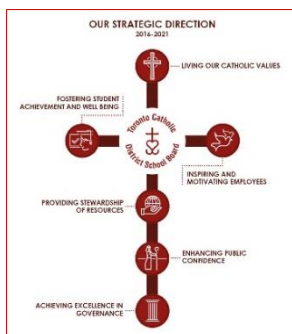 OUR STRATEGIC DIRECTION
2016-2021
LIVING OUR CATHOLIC VALUES
FOSTERING STUDENT
ACHIEVEMENT AND WELL BEING
Toronto Catholic
District School Board
INSPIRING AND
MOTIVATING EMPLOYEES
PROVIDING STEWARDSHIP
OF RESOURCES
ENHANCING PUBLIC
CONFIDENCE
ACHIEVING EXCELLENCE IN
GOVERNANCE